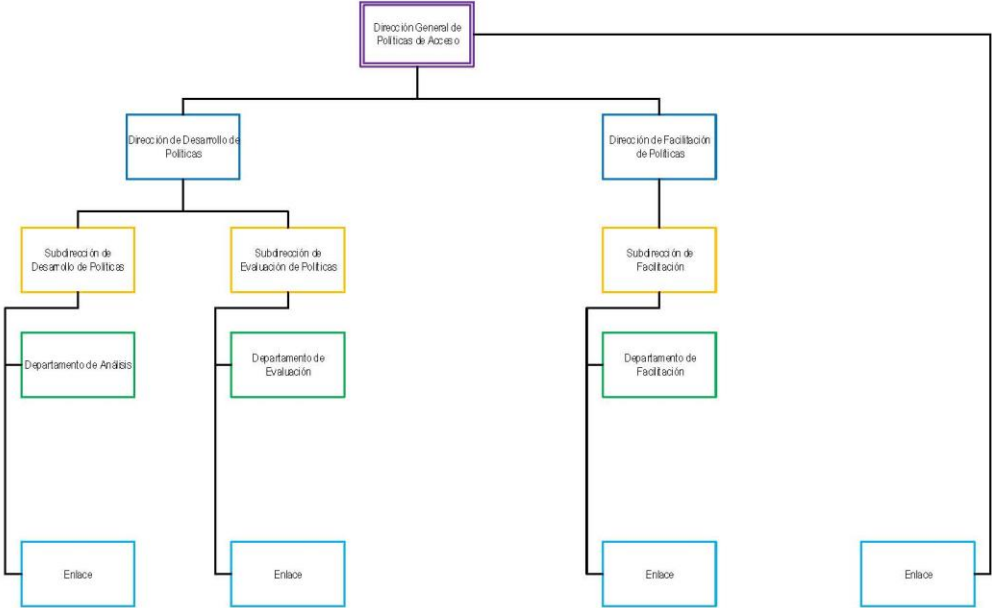 Dirección General de
Políticas de Acceso
Dirección de Desarrollo de
Políticas
Dirección de Facilitación
de Políticas
Subdirección de
Desarrollo de Políticas
Subdirección de
Evaluación de Políticas
Subdirección de
Facilitación
Departamento de Análisis
Departamento de
Evaluación
Departamento de
Facilitación
Enlace
Enlace
Enlace
Enlace